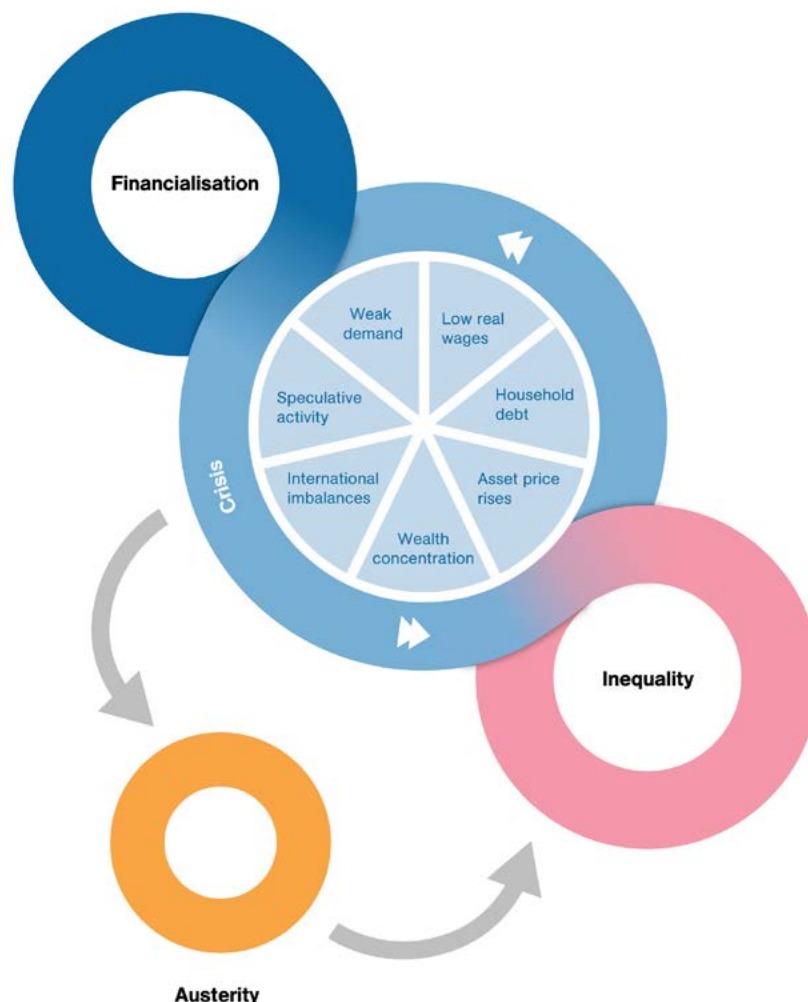 Financialisation
Weak
demand
Low real
wages
Speculative
activity
Household
debt
International
imbalances
Asset price
rises
Wealth
concentration
Crisis
Inequality
Austerity